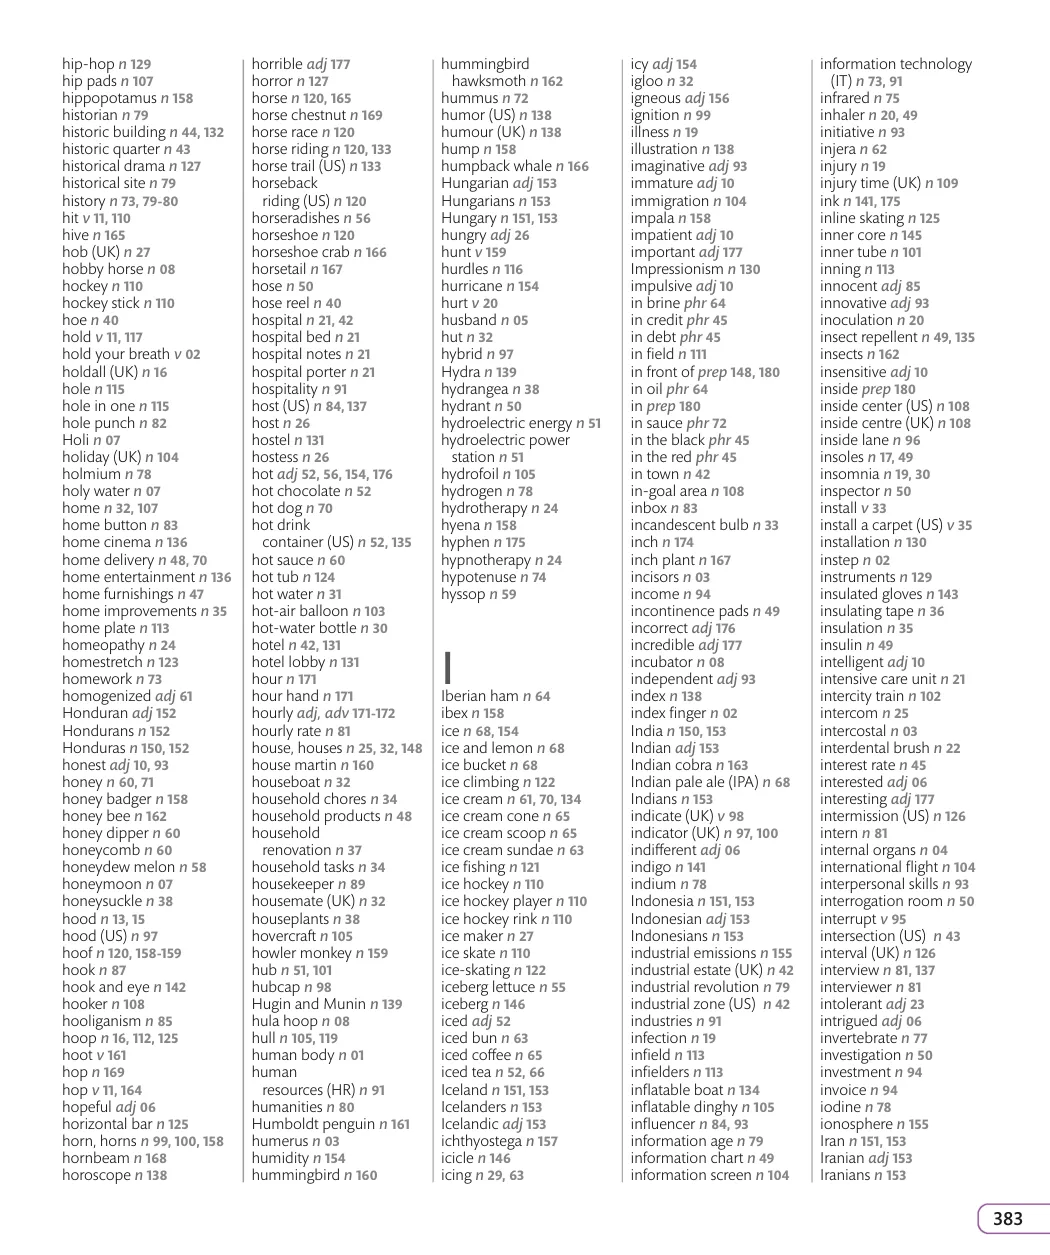 hip-hop n 129
hip pads n 107
hippopotamus n 158
historian n 79
historic building n 44, 132
historic quarter n 43
historical drama n 127
historical site n 79
history n 73, 79-80
hit v 11, 110
hive n 165
hob (UK) n 27
hobby horse n 08
hockey n 110
hockey stick n 110
hoe n 40
hold v 11, 117
hold your breath v 02
holdall (UK) n 16
hole n 115
hole in one n 115
hole punch n 82
Holi n 07
holiday (UK) n 104
holmium n 78
holy water n 07
home n 32, 107
home button n 83
home cinema n 136
home delivery n 48, 70
home entertainment n 136
home furnishings n 47
home improvements n 35
home plate n 113
homeopathy n 24
homestretch n 123
homework n 73
homogenized adj 61
Honduran adj 152
Hondurans n 152
Honduras n 150, 152
honest adj 10, 93
honey n 60, 71
honey badger n 158
honey bee n 162
honey dipper n 60
honeycomb n 60
honeydew melon n 58
honeymoon n 07
honeysuckle n 38
hood n 13, 15
hood (US) n 97
hoof n 120, 158-159
hook n 87
hook and eye n 142
hooker n 108
hooliganism n 85
hoop n 16, 112, 125
hoot v 161
hop n 169
hop v 11, 164
hopeful adj 06
horizontal bar n 125
horn, horns n 99, 100, 158
hornbeam n 168
horoscope n 138
horrible adj 177
horror n 127
horse n 120, 165
horse chestnut n 169
horse race n 120
horse riding n 120, 133
horse trail (US) n 133
horseback
riding (US) n 120
horseradishes n 56
horseshoe n 120
horseshoe crab n 166
horsetail n 167
hose n 50
hose reel n 40
hospital n 21, 42
hospital bed n 21
hospital notes n 21
hospital porter n 21
hospitality n 91
host (US) n 84, 137
host n 26
hostel n 131
hostess n 26
hot adj 52, 56, 154, 176
hot chocolate n 52
hot dog n 70
hot drink
container (US) n 52, 135
hot sauce n 60
hot tub n 124
hot water n 31
hot-air balloon n 103
hot-water bottle n 30
hotel n 42, 131
hotel lobby n 131
hour n 171
hour hand n 171
hourly adj, adv 171-172
hourly rate n 81
house, houses n 25, 32, 148
house martin n 160
houseboat n 32
household chores n 34
household products n 48
household
renovation n 37
household tasks n 34
housekeeper n 89
housemate (UK) n 32
houseplants n 38
hovercraft n 105
howler monkey n 159
hub n 51, 101
hubcap n 98
Hugin and Munin n 139
hula hoop n 08
hull n 105, 119
human body n 01
human
resources (HR) n 91
humanities n 80
Humboldt penguin n 161
humerus n 03
humidity n 154
hummingbird n 160
hummingbird
hawksmoth n 162
hummus n 72
humor (US) n 138
humour (UK) n 138
hump n 158
humpback whale n 166
Hungarian adj 153
Hungarians n 153
Hungary n 151, 153
hungry adj 26
hunt v 159
hurdles n 116
hurricane n 154
hurt v 20
husband n 05
hut n 32
hybrid n 97
Hydra n 139
hydrangea n 38
hydrant n 50
hydroelectric energy n 51
hydroelectric power
station n 51
hydrofoil n 105
hydrogen n 78
hydrotherapy n 24
hyena n 158
hyphen n 175
hypnotherapy n 24
hypotenuse n 74
hyssop n 59
I
Iberian ham n 64
ibex n 158
ice n 68, 154
ice and lemon n 68
ice bucket n 68
ice climbing n 122
ice cream n 61, 70, 134
ice cream cone n 65
ice cream scoop n 65
ice cream sundae n 63
ice fishing n 121
ice hockey n 110
ice hockey player n 110
ice hockey rink n 110
ice maker n 27
ice skate n 110
ice-skating n 122
iceberg lettuce n 55
iceberg n 146
iced adj 52
iced bun n 63
iced coffee n 65
iced tea n 52, 66
Iceland n 151, 153
Icelanders n 153
Icelandic adj 153
ichthyostega n 157
icicle n 146
icing n 29, 63
icy adj 154
igloo n 32
igneous adj 156
ignition n 99
illness n 19
illustration n 138
imaginative adj 93
immature adj 10
immigration n 104
impala n 158
impatient adj 10
important adj 177
Impressionism n 130
impulsive adj 10
in brine phr 64
in credit phr 45
in debt phr 45
in field n 111
in front of prep 148, 180
in oil phr 64
in prep 180
in sauce phr 72
in the black phr 45
in the red phr 45
in town n 42
in-goal area n 108
inbox n 83
incandescent bulb n 33
inch n 174
inch plant n 167
incisors n 03
income n 94
incontinence pads n 49
incorrect adj 176
incredible adj 177
incubator n 08
independent adj 93
index n 138
index finger n 02
India n 150, 153
Indian adj 153
Indian cobra n 163
Indian pale ale (IPA) n 68
Indians n 153
indicate (UK) v 98
indicator (UK) n 97, 100
indifferent adj 06
indigo n 141
indium n 78
Indonesia n 151, 153
Indonesian adj 153
Indonesians n 153
industrial emissions n 155
industrial estate (UK) n 42
industrial revolution n 79
industrial zone (US) n 42
industries n 91
infection n 19
infield n 113
infielders n 113
inflatable boat n 134
inflatable dinghy n 105
influencer n 84, 93
information age n 79
information chart n 49
information screen n 104
information technology
(IT) n 73, 91
infrared n 75
inhaler n 20, 49
initiative n 93
injera n 62
injury n 19
injury time (UK) n 109
ink n 141, 175
inline skating n 125
inner core n 145
inner tube n 101
inning n 113
innocent adj 85
innovative adj 93
inoculation n 20
insect repellent n 49, 135
insects n 162
insensitive adj 10
inside prep 180
inside center (US) n 108
inside centre (UK) n 108
inside lane n 96
insoles n 17, 49
insomnia n 19, 30
inspector n 50
install v 33
install a carpet (US) v 35
installation n 130
instep n 02
instruments n 129
insulated gloves n 143
insulating tape n 36
insulation n 35
insulin n 49
intelligent adj 10
intensive care unit n 21
intercity train n 102
intercom n 25
intercostal n 03
interdental brush n 22
interest rate n 45
interested adj 06
interesting adj 177
intermission (US) n 126
intern n 81
internal organs n 04
international flight n 104
interpersonal skills n 93
interrogation room n 50
interrupt v 95
intersection (US) n 43
interval (UK) n 126
interview n 81, 137
interviewer n 81
intolerant adj 23
intrigued adj 06
invertebrate n 77
investigation n 50
investment n 94
invoice n 94
iodine n 78
ionosphere n 155
Iran n 151, 153
Iranian adj 153
Iranians n 153
383